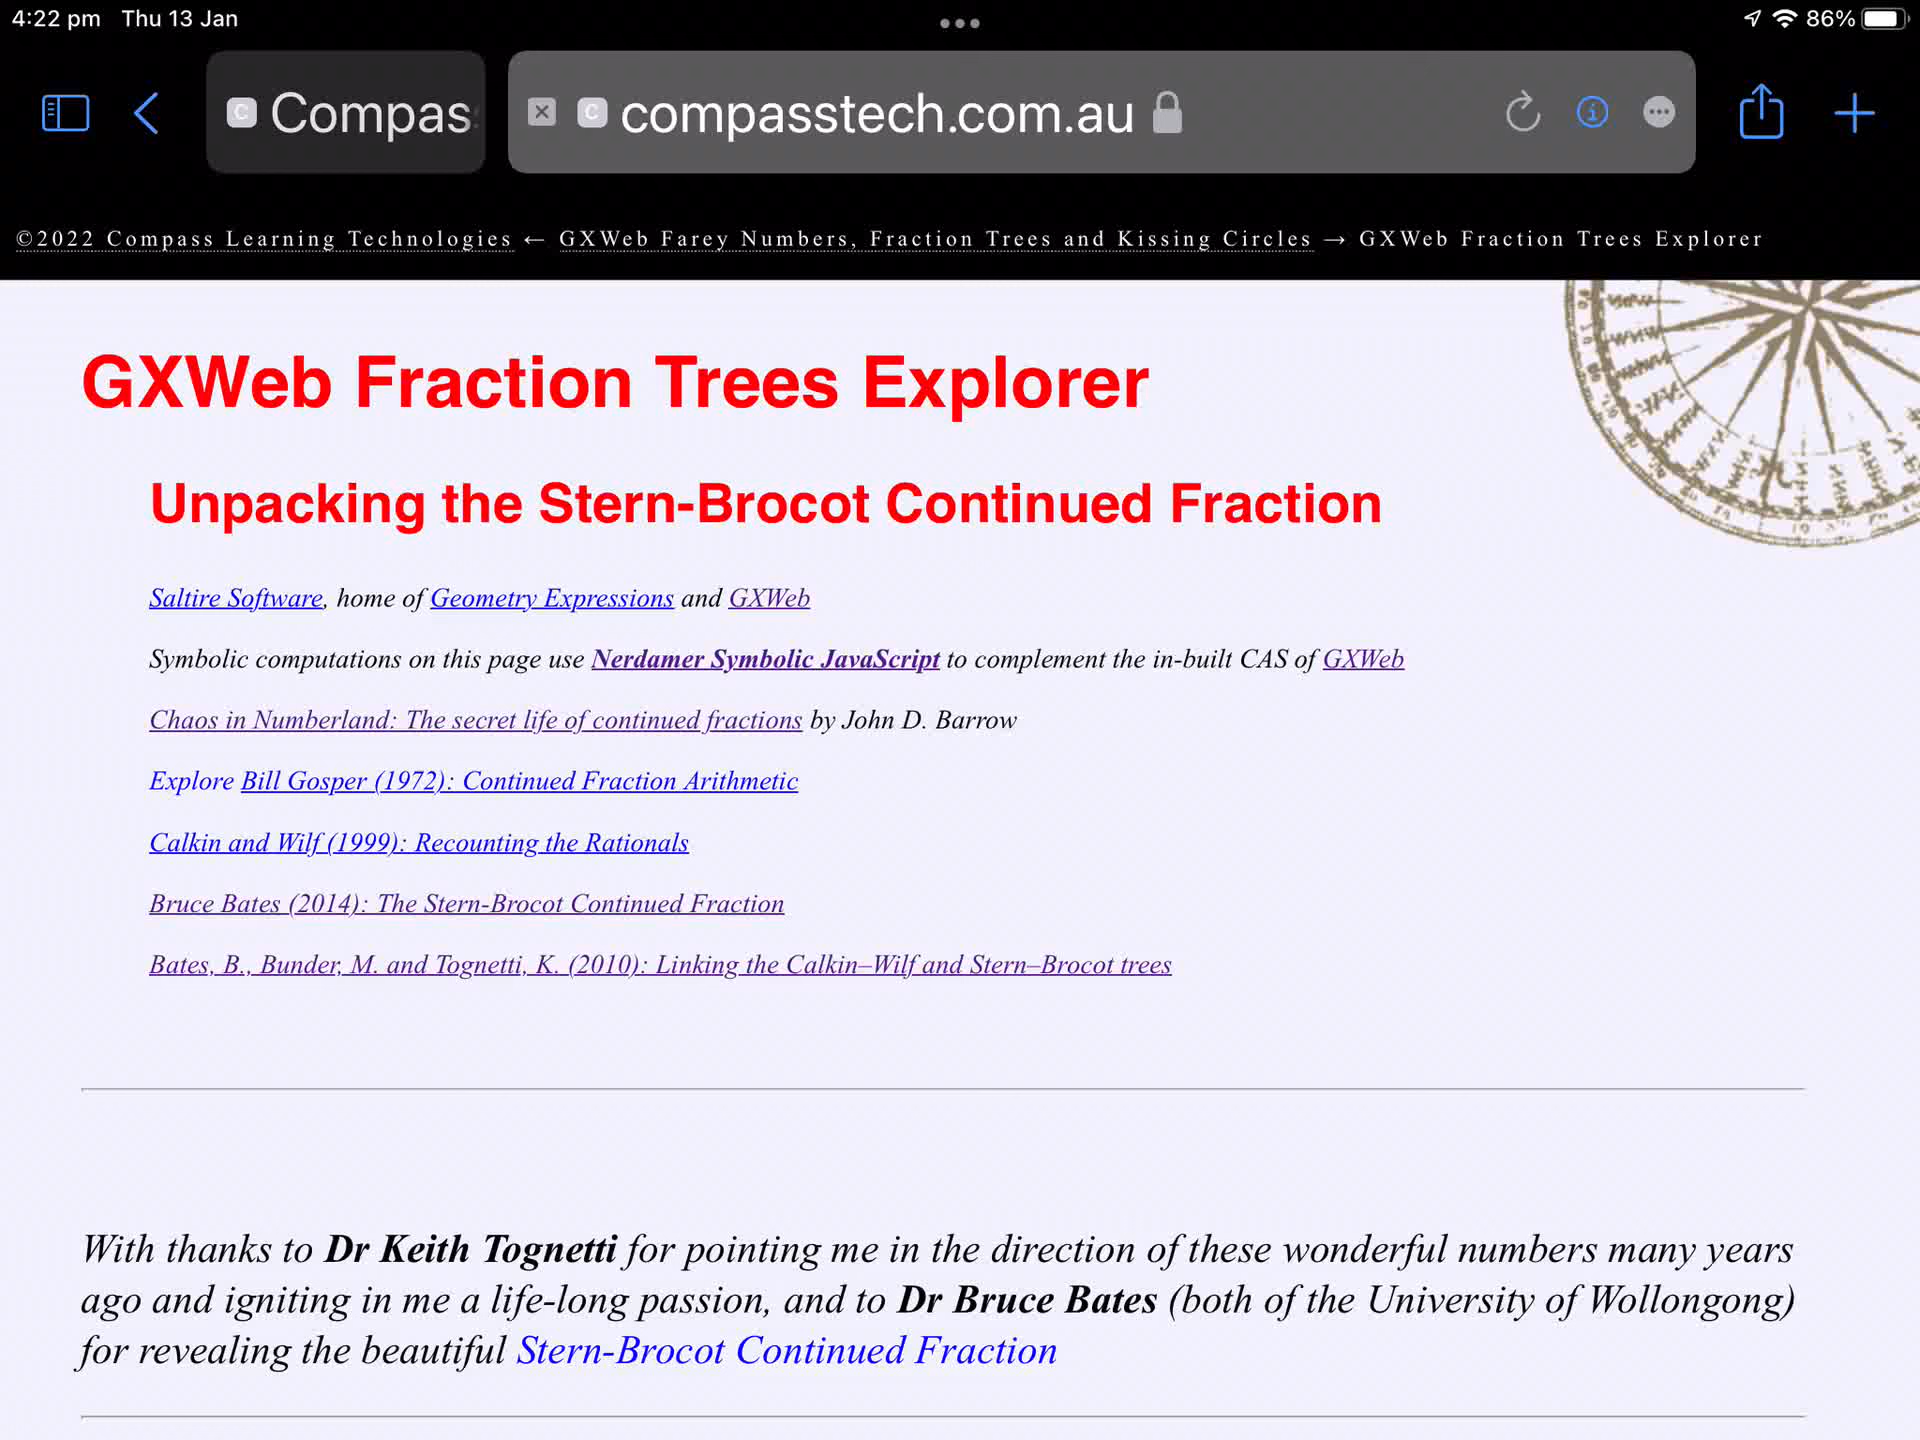 4:22 pm Thu 13 Jan
86%
Compass
compasstech.com.au
©2022 Compass Learning Technologies ← GXWeb Farey Numbers, Fraction Trees and Kissing Circles → GXWeb Fraction Trees Explorer
GXWeb Fraction Trees Explorer
Unpacking the Stern-Brocot Continued Fraction
Saltire Software, home of Geometry Expressions and GXWeb
Symbolic computations on this page use Nerdamer Symbolic JavaScript to complement the in-built CAS of GXWeb
Chaos in Numberland: The secret life of continued fractions by John D. Barrow
Explore Bill Gosper (1972): Continued Fraction Arithmetic
Calkin and Wilf (1999): Recounting the Rationals
Bruce Bates (2014): The Stern-Brocot Continued Fraction
Bates, B., Bunder, M. and Tognetti, K. (2010): Linking the Calkin–Wilf and Stern–Brocot trees
With thanks to Dr Keith Tognetti for pointing me in the direction of these wonderful numbers many years
ago and igniting in me a life-long passion, and to Dr Bruce Bates (both of the University of Wollongong)
for revealing the beautiful Stern-Brocot Continued Fraction